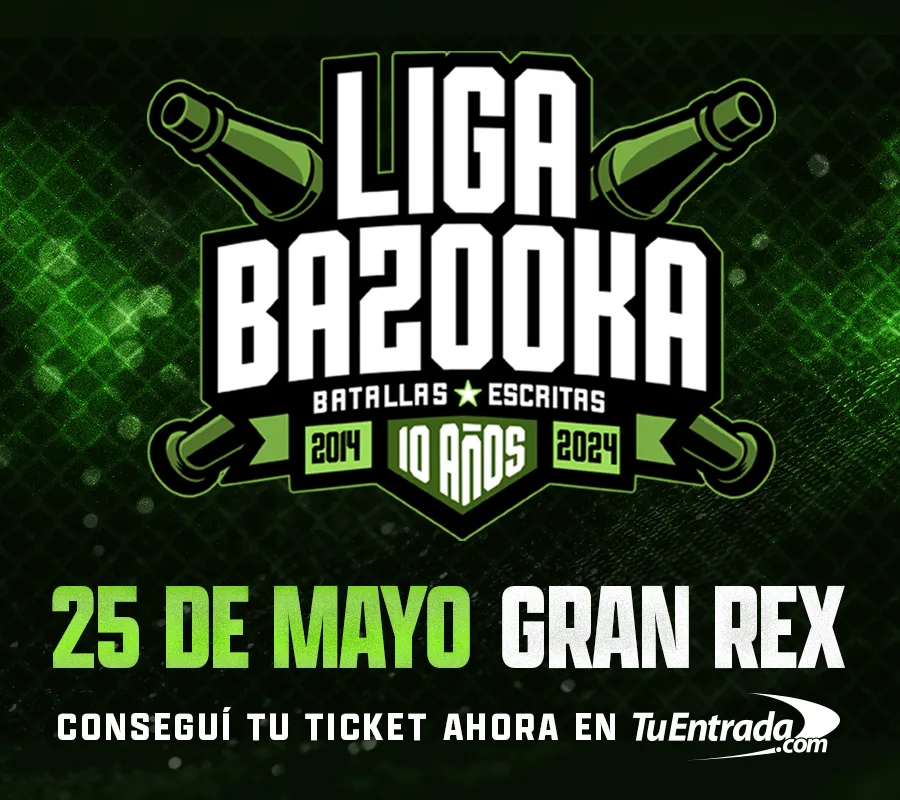 LIGA
BAZOOKA
BATALLAS ★ ESCRITAS
2014 10 AÑOS 2024
25 DE MAYO GRAN REX
CONSEGUÍ TU TICKET AHORA EN TuEntrada.com